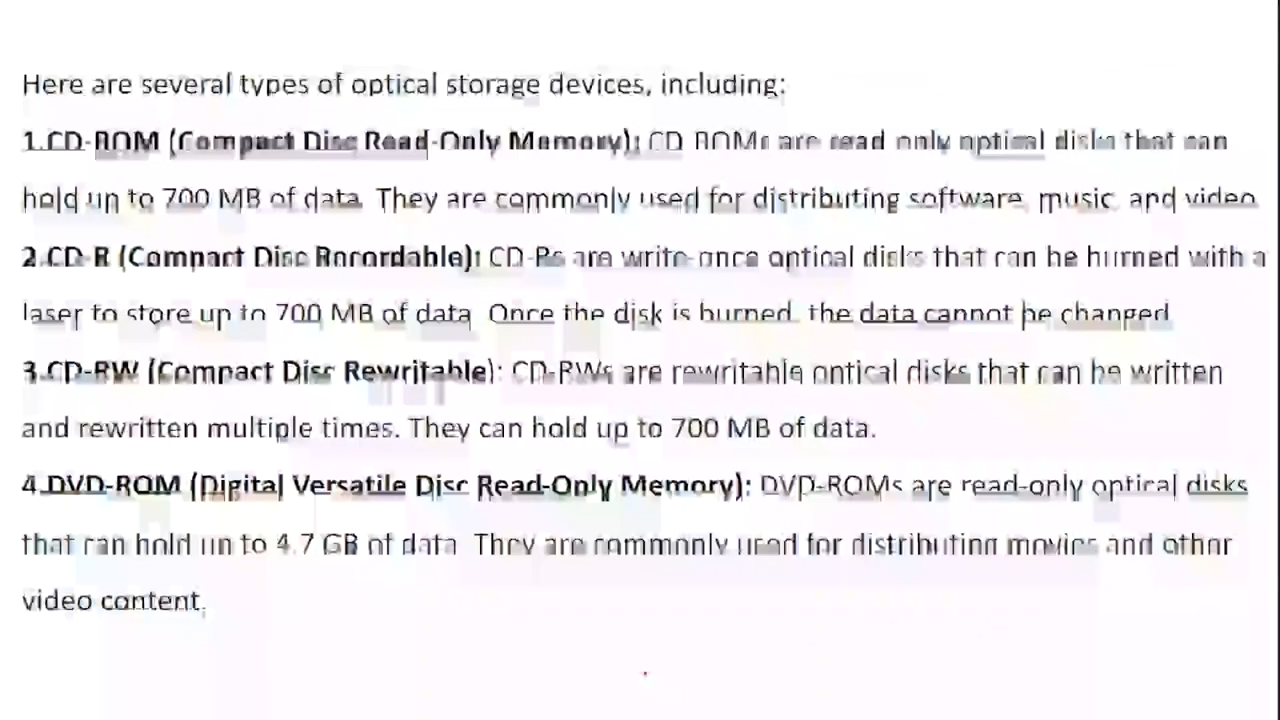 Here are several types of optical storage devices, including:
1.CD-ROM (Compact Disc Read-Only Memory): CD-ROMs are read-only optical disks that can
hold up to 700 MB of data. They are commonly used for distributing software, music, and video.
2.CD-R (Compact Disc Recordable): CD-Rs are write-once optical disks that can be burned with a
laser to store up to 700 MB of data. Once the disk is burned, the data cannot be changed.
3.CD-RW (Compact Disc Rewritable): CD-RWs are rewritable optical disks that can be written
and rewritten multiple times. They can hold up to 700 MB of data.
4.DVD-ROM (Digital Versatile Disc Read-Only Memory): DVD-ROMs are read-only optical disks
that can hold up to 4.7 GB of data. They are commonly used for distributing movies and other
video content.